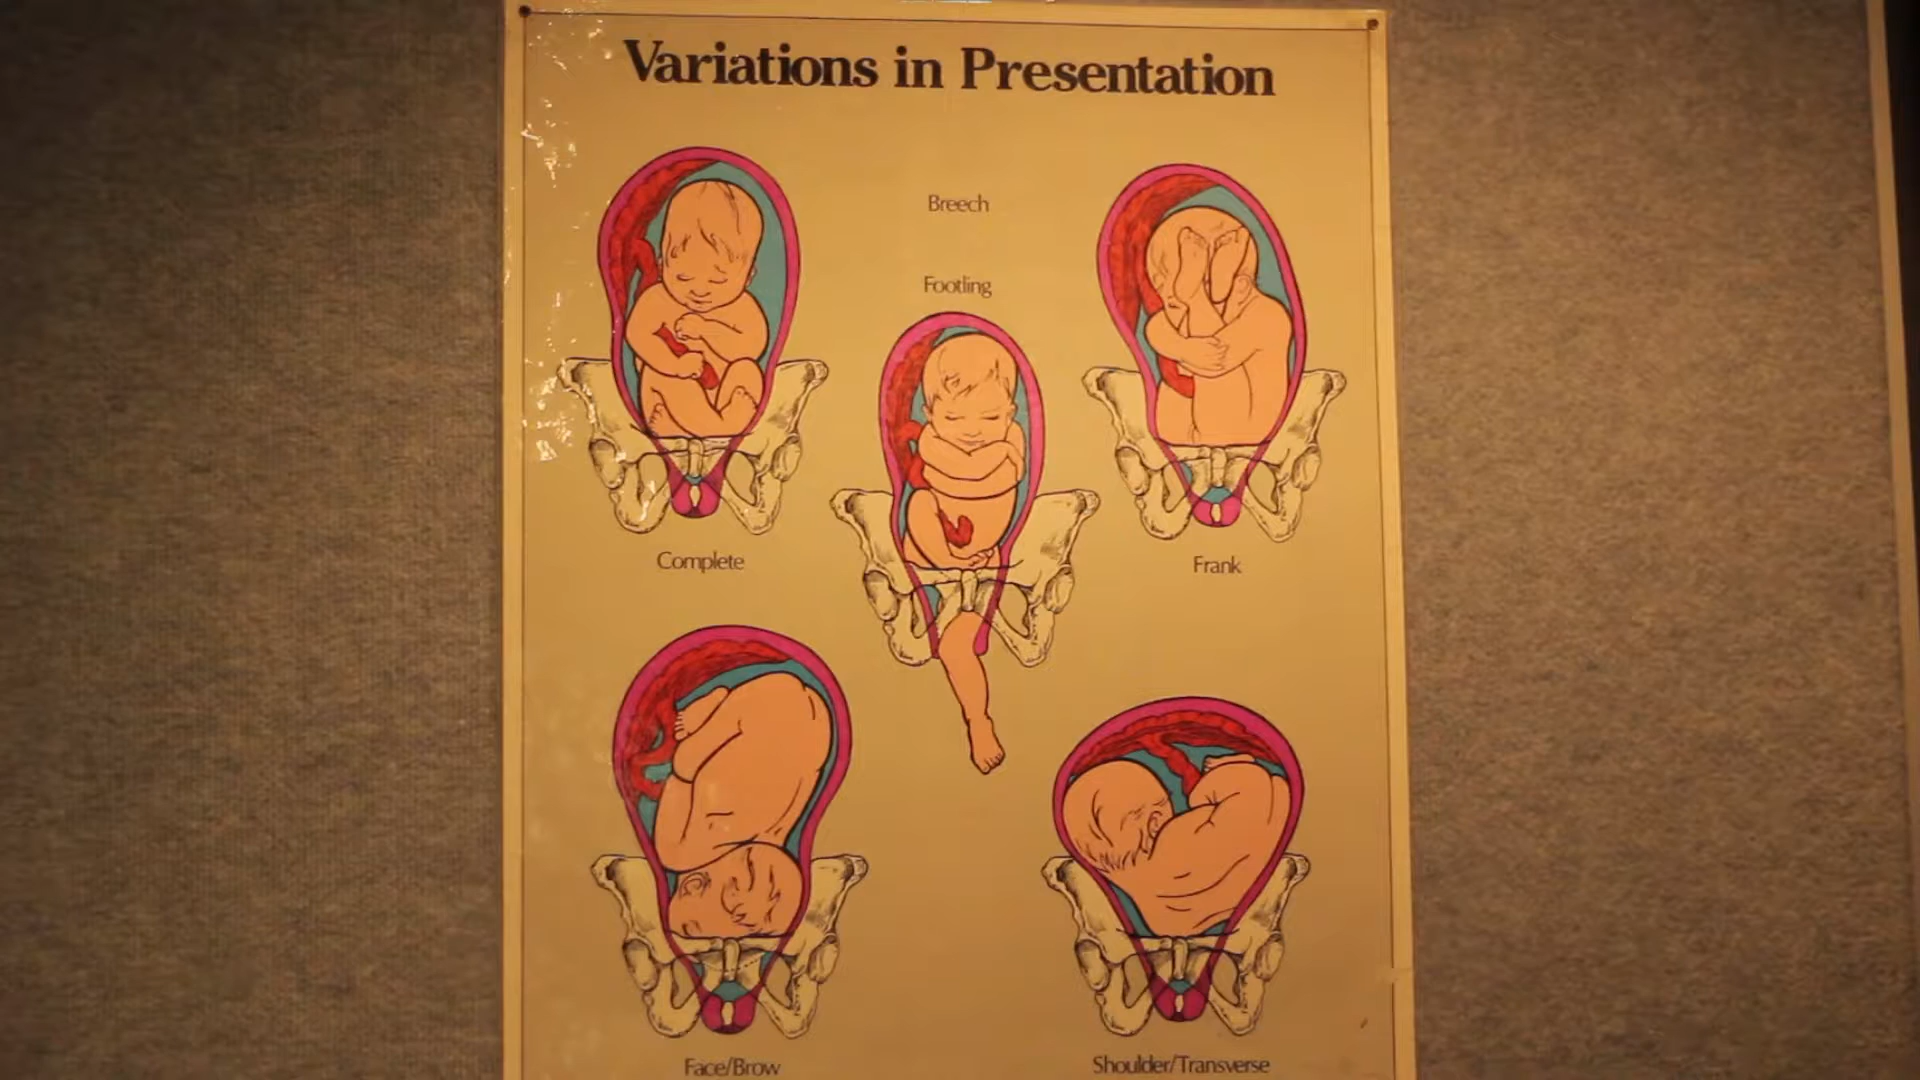 Variations in Presentation
Breech
Footling
Complete
Frank
Face/Brow
Shoulder/Transverse